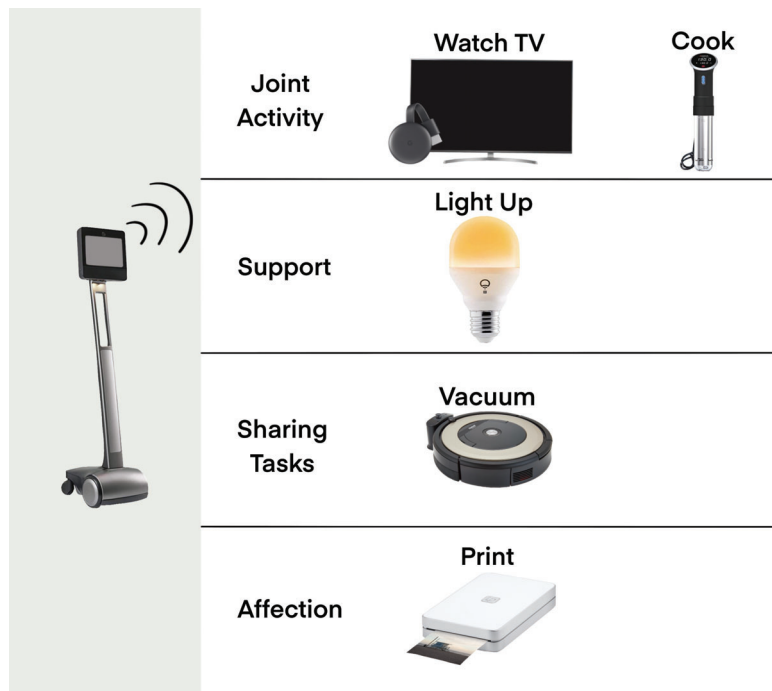 Watch TV
Cook
Joint
Activity
Light Up
Support
Vacuum
Sharing
Tasks
Print
Affection